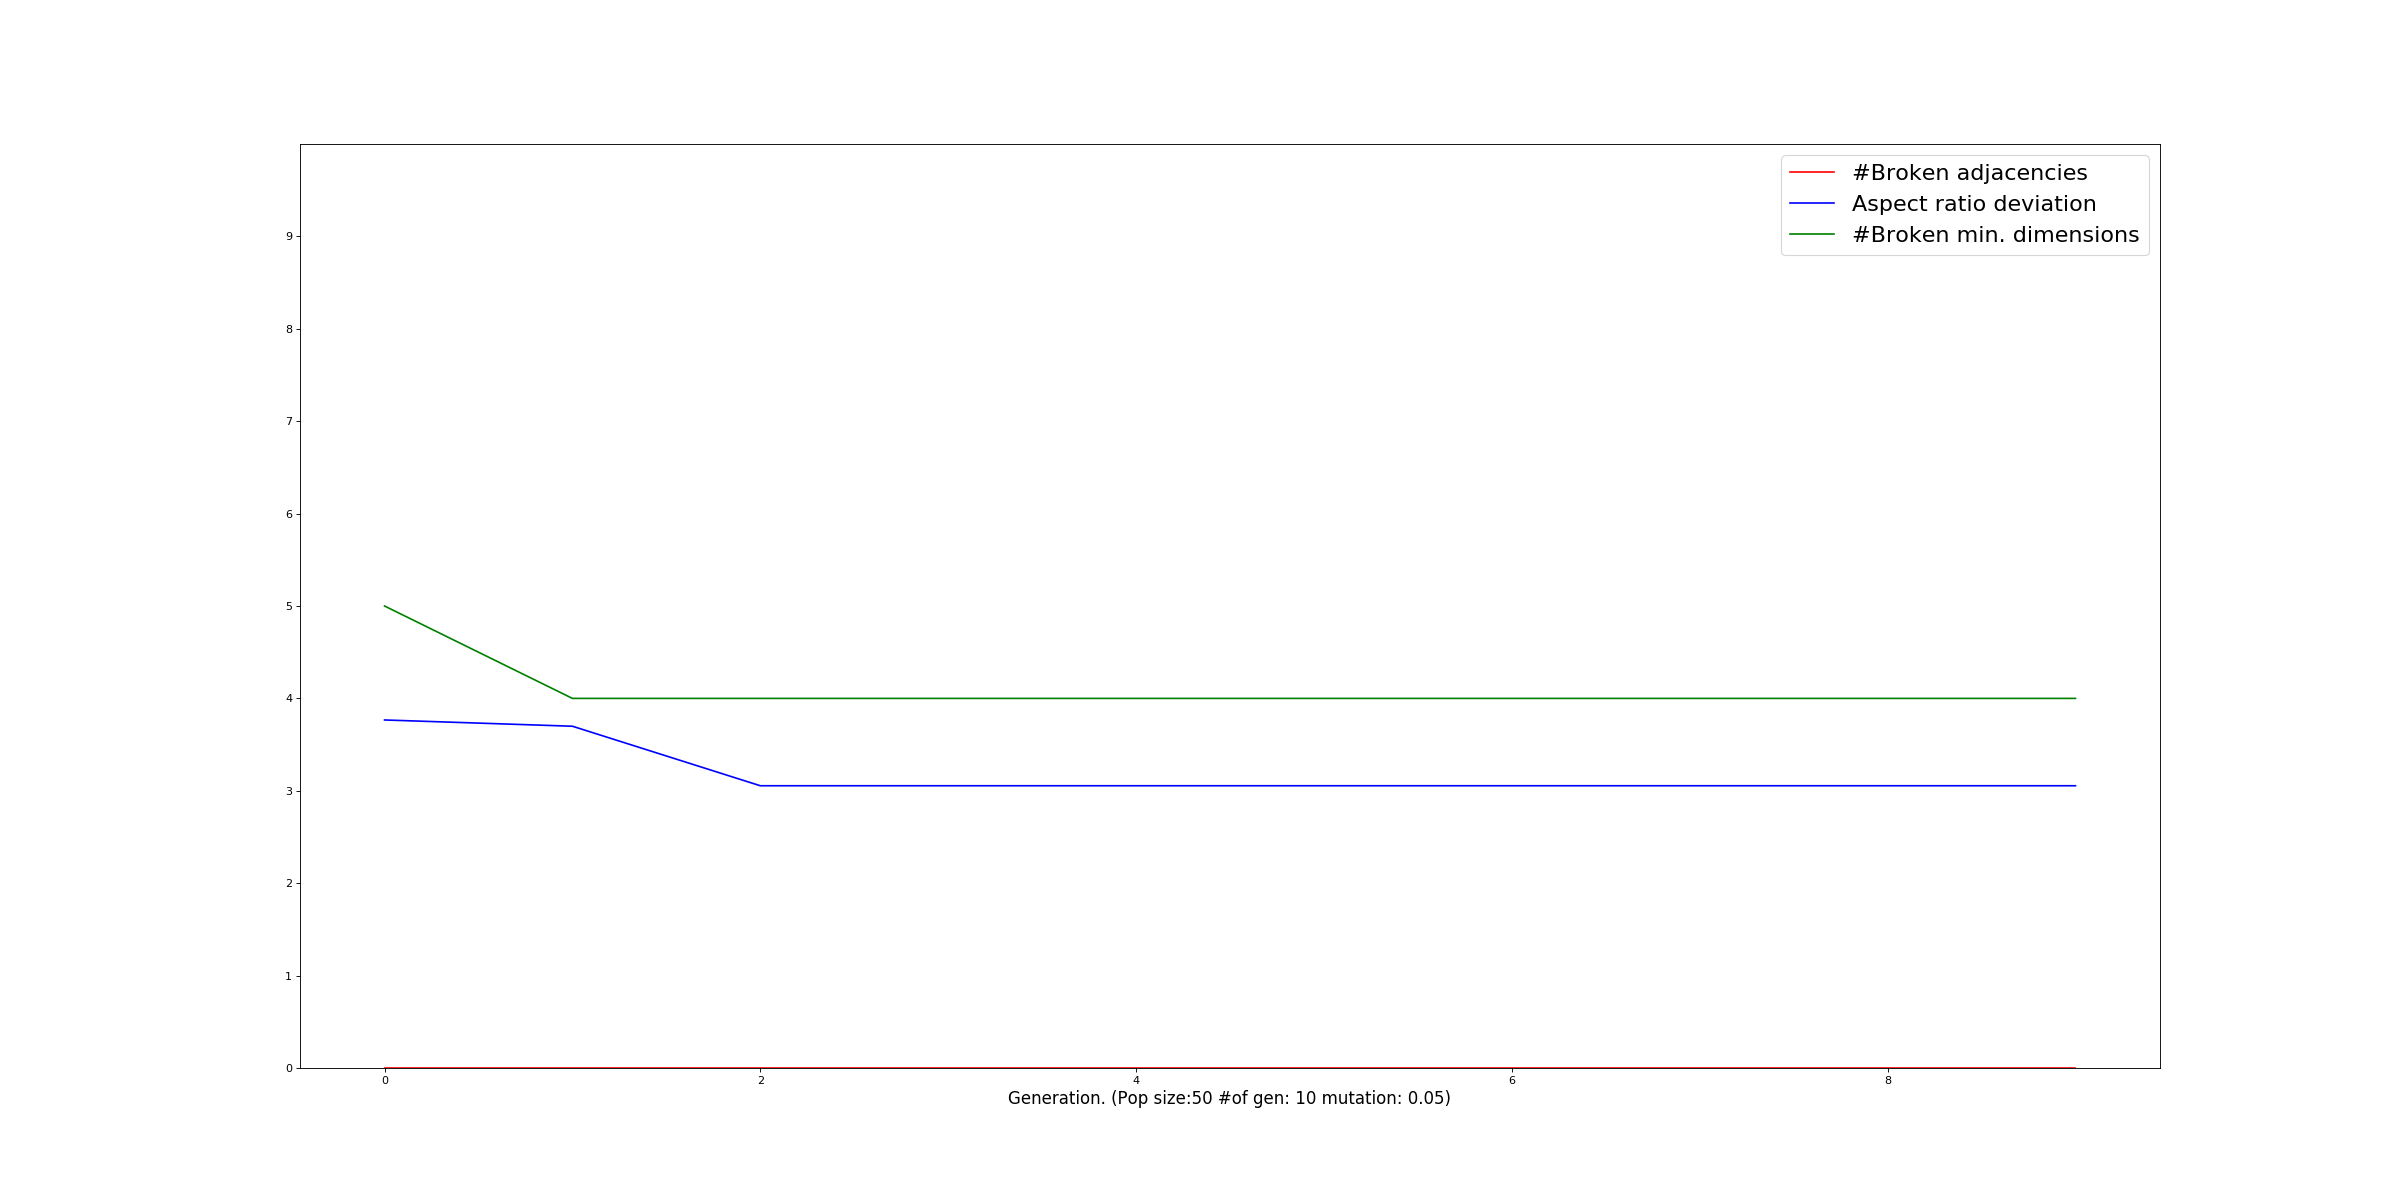 #Broken adjacencies
Aspect ratio deviation
#Broken min. dimensions
9
8
7
6
5
4
3
2
1
0
0 2 4 6 8
Generation. (Pop size:50 #of gen: 10 mutation: 0.05)